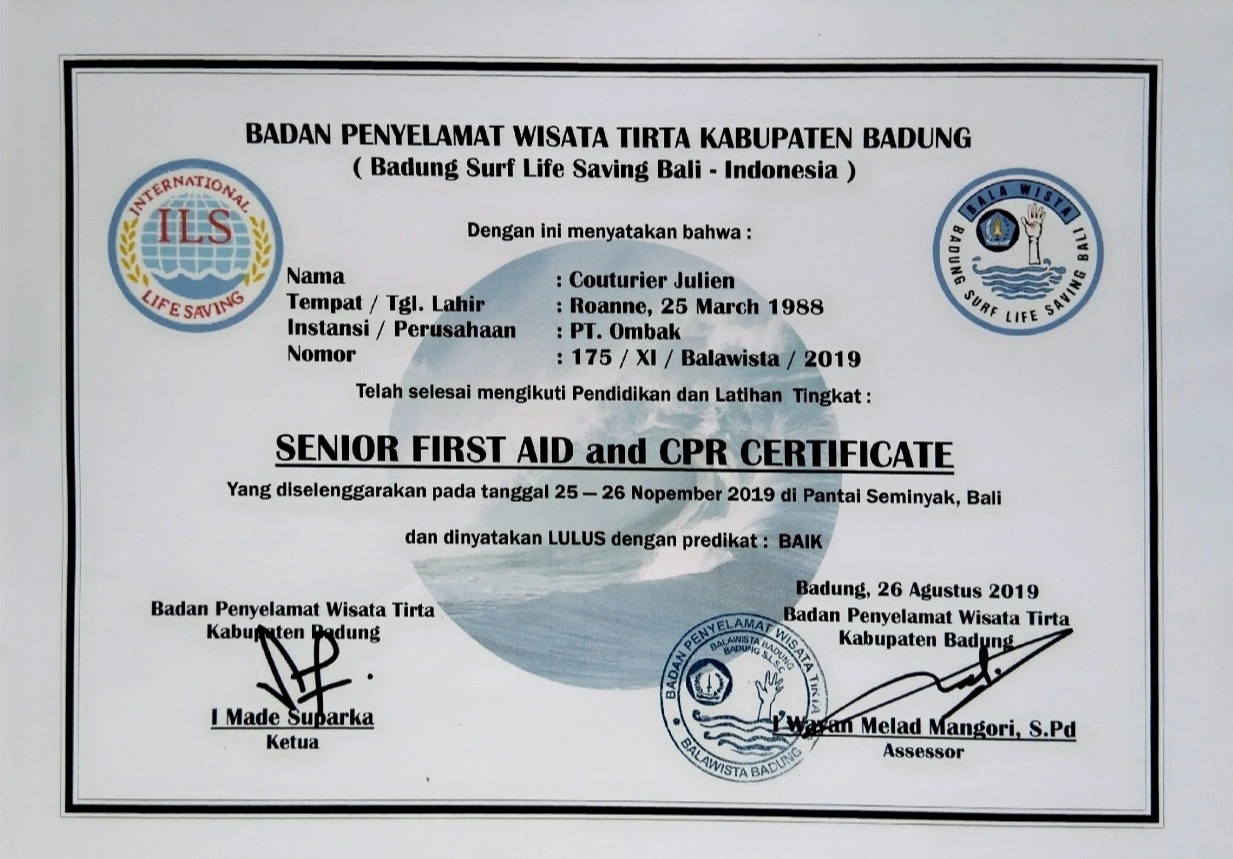 BADAN PENYELAMAT WISATA TIRTA KABUPATEN BADUNG
( Badung Surf Life Saving Bali - Indonesia )
INTERNATIONAL
ILS
LIFE SAVING
BALA WISTA
BADUNG SURF LIFE SAVING BALI
Dengan ini menyatakan bahwa :
Nama : Couturier Julien
Tempat / Tgl. Lahir : Roanne, 25 March 1988
Instansi / Perusahaan : PT. Ombak
Nomor : 175 / XI / Balawista / 2019
Telah selesai mengikuti Pendidikan dan Latihan Tingkat :
SENIOR FIRST AID and CPR CERTIFICATE
Yang diselenggarakan pada tanggal 25 – 26 Nopember 2019 di Pantai Seminyak, Bali
dan dinyatakan LULUS dengan predikat : BAIK
Badan Penyelamat Wisata Tirta
Kabupaten Badung
I Made Suparka
Ketua
Badung, 26 Agustus 2019
Badan Penyelamat Wisata Tirta
Kabupaten Badung
I Wayan Melad Mangori, S.Pd
Assessor
BADAN PENYELAMAT WISATA TIRTA
BALAWISTA BADUNG
BADUNG S.L.S.C
BALAWISTA BADUNG